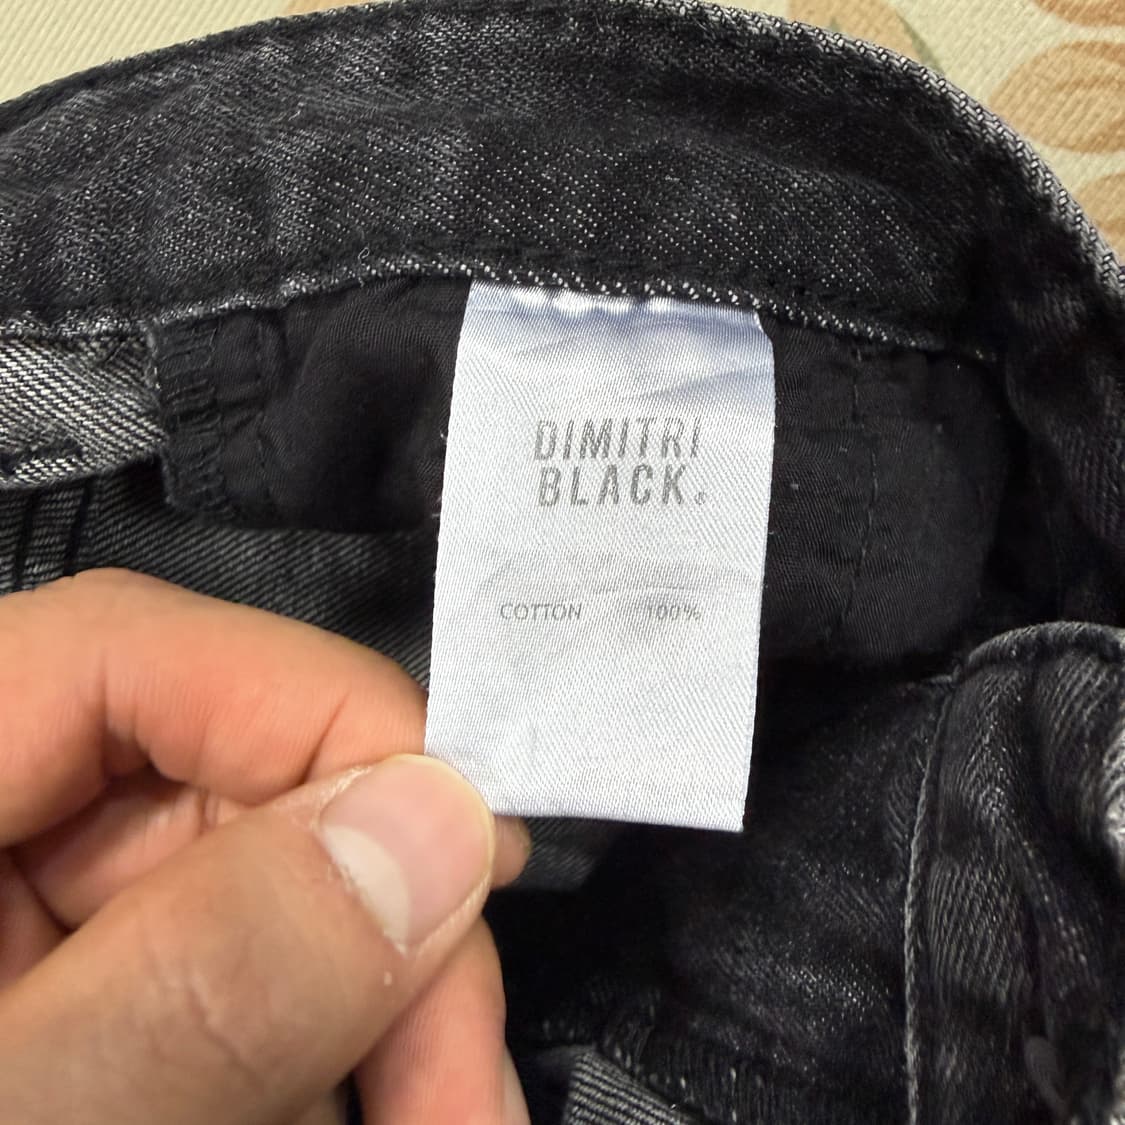 DIMITRI
BLACK.
COTTON 100%